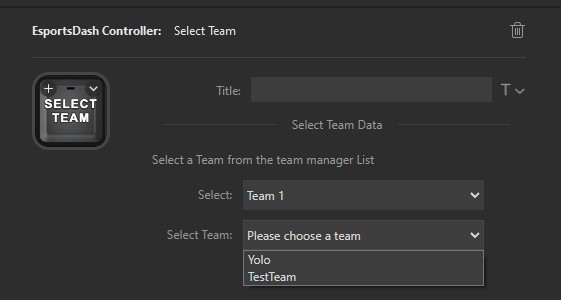 EsportsDash Controller: Select Team
SELECT
TEAM
Title:
T
Select Team Data
Select a Team from the team manager List
Select: Team 1
Select Team: Please choose a team
Yolo
TestTeam